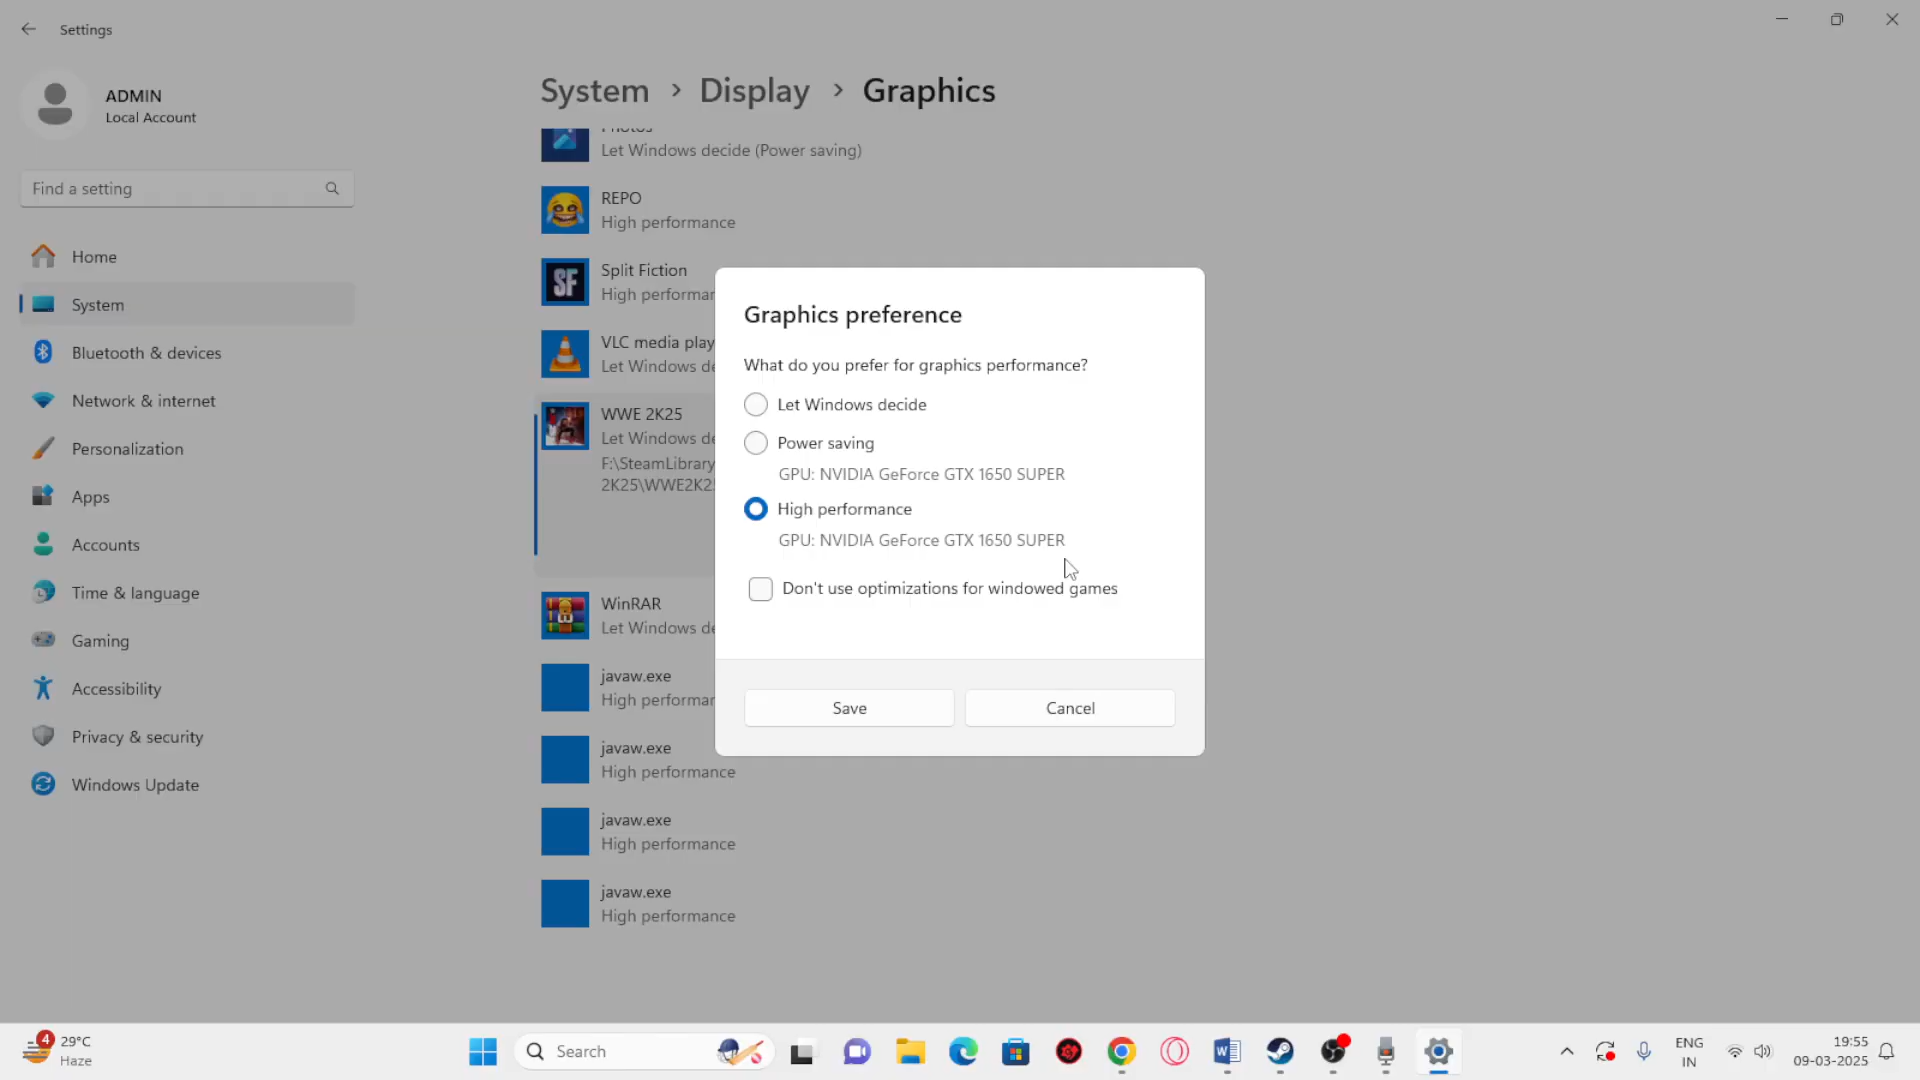 Settings
ADMIN
Local Account
Find a setting
Home
System
Bluetooth & devices
Network & internet
Personalization
Apps
Accounts
Time & language
Gaming
Accessibility
Privacy & security
Windows Update
System > Display > Graphics
Photos
Let Windows decide (Power saving)
REPO
High performance
SF
Split Fiction
High performan
VLC media play
Let Windows de
WWE 2K25
Let Windows de
F:\SteamLibrary
2K25\WWE2K2
WinRAR
Let Windows de
javaw.exe
High performan
javaw.exe
High performance
javaw.exe
High performance
javaw.exe
High performance
Graphics preference
What do you prefer for graphics performance?
Let Windows decide
Power saving
GPU: NVIDIA GeForce GTX 1650 SUPER
High performance
GPU: NVIDIA GeForce GTX 1650 SUPER
Don't use optimizations for windowed games
Save
Cancel
4
29°C
Haze
Search
ENG
IN
19:55
09-03-2025